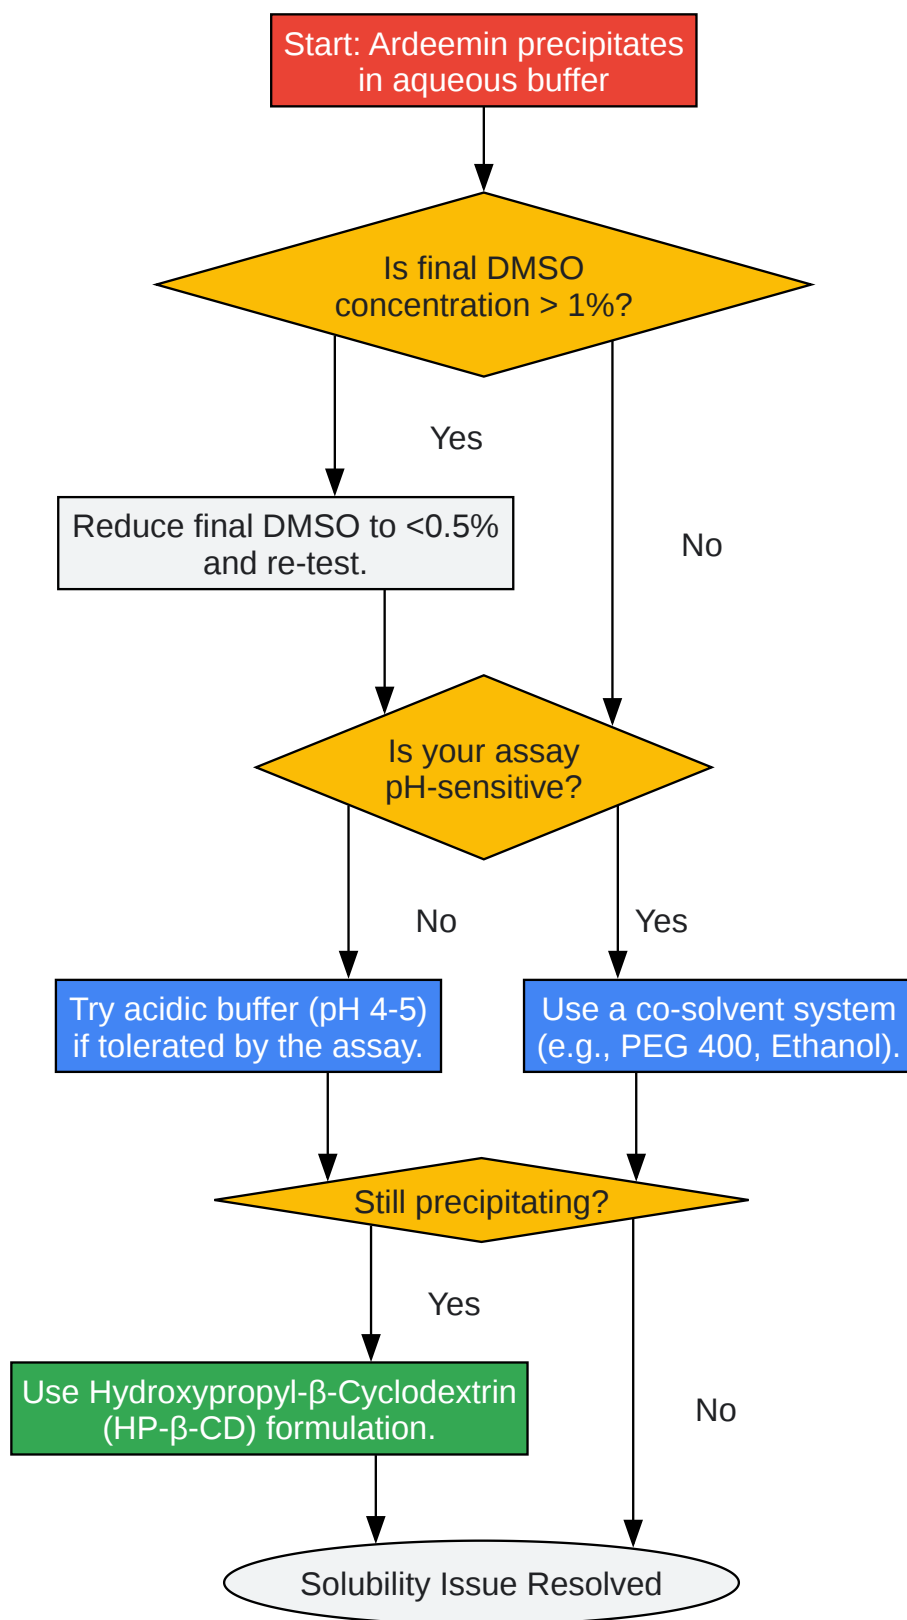 Start: Ardeemin precipitates
in aqueous buffer
Is final DMSO
concentration > 1%?
Yes
Reduce final DMSO to <0.5%
and re-test.
No
Is your assay
pH-sensitive?
No
Yes
Try acidic buffer (pH 4-5)
if tolerated by the assay.
Use a co-solvent system
(e.g., PEG 400, Ethanol).
Still precipitating?
Yes
Use Hydroxypropyl-β-Cyclodextrin
(HP-β-CD) formulation.
No
Solubility Issue Resolved